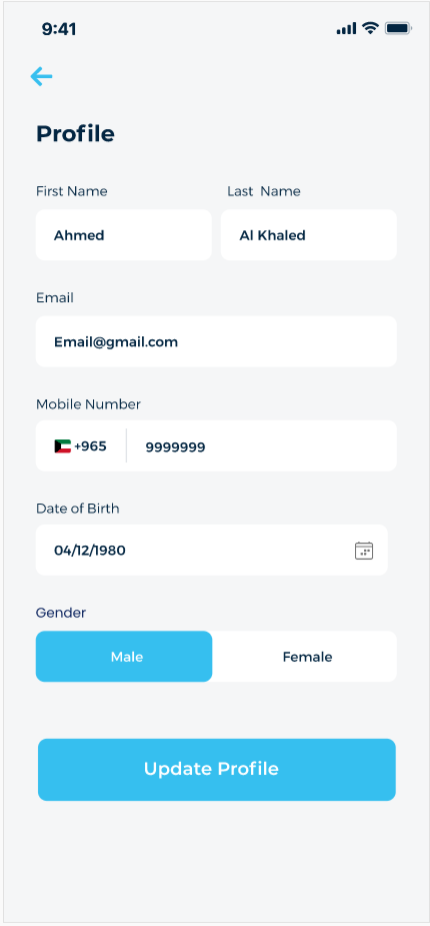 9:41
Profile
First Name Last Name
Ahmed Al Khaled
Email
Email@gmail.com
Mobile Number
+965 9999999
Date of Birth
04/12/1980
Gender
Male Female
Update Profile